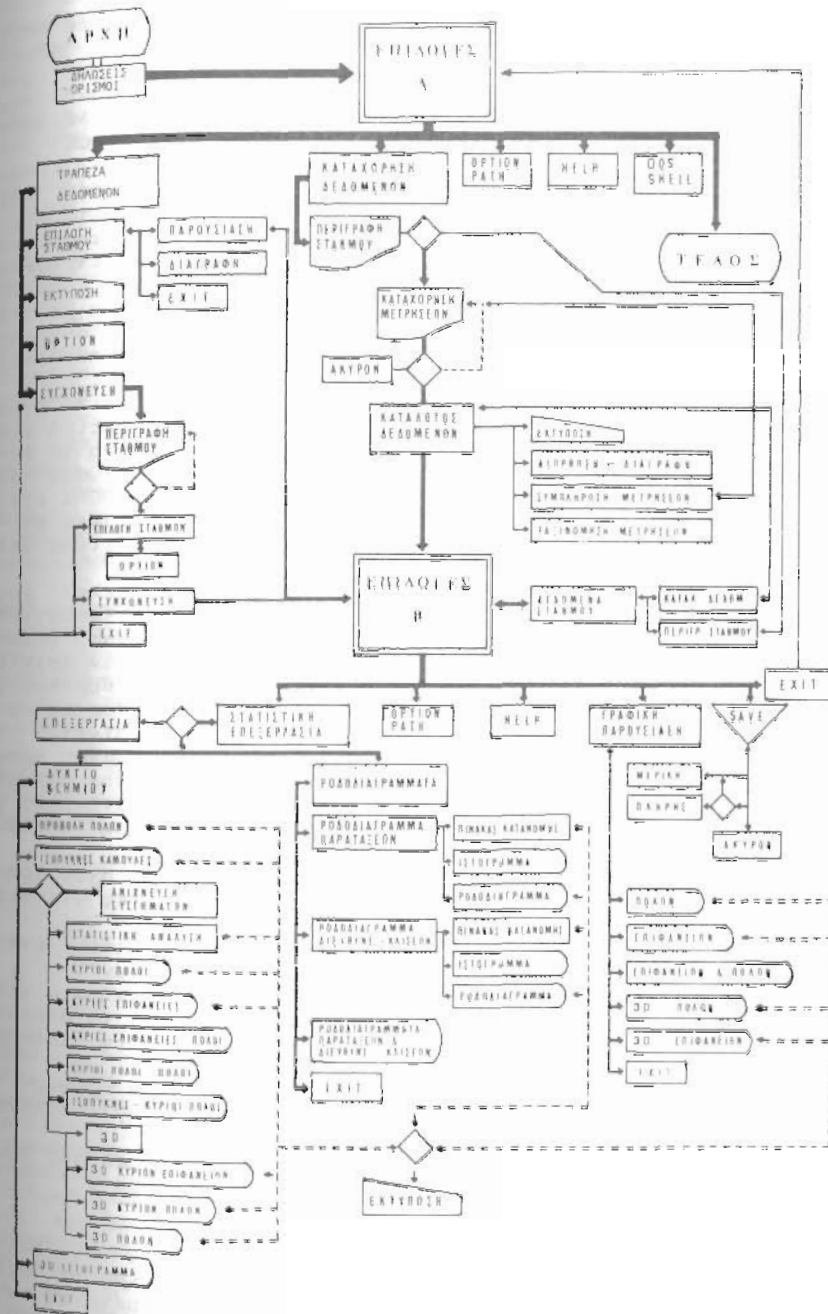 ΑΡΧΗ
ΔΗΛΩΣΕΙΣ
-ΟΡΙΣΜΟΙ
ΕΠΙΛΟΓΕΣ
Α
ΤΡΑΠΕΖΑ
ΔΕΔΟΜΕΝΩΝ
ΚΑΤΑΧΩΡΗΣΗ
ΔΕΔΟΜΕΝΩΝ
OPTION
PATH
HELP
DOS
SHELL
ΤΕΛΟΣ
ΕΠΙΛΟΓΗ
ΣΤΑΘΜΟΥ
ΠΑΡΟΥΣΙΑΣΗ
ΔΙΑΓΡΑΦΗ
EXIT
ΕΚΤΥΠΩΣΗ
OPTION
ΣΥΓΧΩΝΕΥΣΗ
ΠΕΡΙΓΡΑΦΗ
ΣΤΑΘΜΟΥ
ΚΑΤΑΧΩΡΗΣΗ
ΜΕΤΡΗΣΕΩΝ
ΑΚΥΡΟΝ
ΚΑΤΑΛΟΓΟΣ
ΔΕΔΟΜΕΝΩΝ
ΕΚΤΥΠΩΣΗ
ΔΙΟΡΘΩΣΗ - ΔΙΑΓΡΑΦΗ
ΣΥΜΠΛΗΡΩΣΗ ΜΕΤΡΗΣΕΩΝ
ΤΑΞΙΝΟΜΗΣΗ ΜΕΤΡΗΣΕΩΝ
ΠΕΡΙΓΡΑΦΗ
ΣΤΑΘΜΟΥ
ΕΠΙΛΟΓΗ ΣΤΑΘΜΩΝ
OPTION
ΣΥΓΧΩΝΕΥΣΗ
EXIT
ΕΠΙΛΟΓΕΣ
Β
ΔΕΔΟΜΕΝΑ
ΣΤΑΘΜΟΥ
ΚΑΤΑΛ ΔΕΔΟΜ
ΠΕΡΙΓΡ ΣΤΑΘΜΟΥ
EXIT
ΕΠΕΞΕΡΓΑΣΙΑ
ΣΤΑΤΙΣΤΙΚΗ
ΕΠΕΞΕΡΓΑΣΙΑ
OPTION
PATH
HELP
ΓΡΑΦΙΚΗ
ΠΑΡΟΥΣΙΑΣΗ
SAVE
ΜΕΡΙΚΗ
ΠΛΗΡΗΣ
ΑΚΥΡΟΝ
ΔΥΚΤΙΟ
SCHMIDT
ΠΡΟΒΟΛΗ ΠΟΛΩΝ
ΙΣΟΠΥΚΝΕΣ ΚΑΜΠΥΛΕΣ
ΑΝΙΧΝΕΥΣΗ
ΣΥΣΤΗΜΑΤΩΝ
ΣΤΑΤΙΣΤΙΚΗ ΑΝΑΛΥΣΗ
ΚΥΡΙΟΙ ΠΟΛΟΙ
ΚΥΡΙΕΣ ΕΠΙΦΑΝΕΙΕΣ
ΚΥΡΙΕΣ ΕΠΙΦΑΝΕΙΕΣ ΠΟΛΟΙ
ΚΥΡΙΟΙ ΠΟΛΟΙ ΠΟΛΟΙ
ΙΣΟΠΥΚΝΕΣ - ΚΥΡΙΟΙ ΠΟΛΟΙ
3D
3D ΚΥΡΙΩΝ ΕΠΙΦΑΝΕΙΩΝ
3D ΚΥΡΙΩΝ ΠΟΛΩΝ
3D ΠΟΛΩΝ
3D ΙΣΤΟΓΡΑΜΜΑ
EXIT
ΡΟΔΟΔΙΑΓΡΑΜΜΑΤΑ
ΡΟΔΟΔΙΑΓΡΑΜΜΑ
ΠΑΡΑΤΑΞΕΩΝ
ΠΙΝΑΚΑΣ ΚΑΤΑΝΟΜΗΣ
ΙΣΤΟΓΡΑΜΜΑ
ΡΟΔΟΔΙΑΓΡΑΜΜΑ
ΡΟΔΟΔΙΑΓΡΑΜΜΑ
ΔΙΕΥΘΥΝΣ - ΚΛΙΣΕΩΝ
ΠΙΝΑΚΑΣ ΚΑΤΑΝΟΜΗΣ
ΙΣΤΟΓΡΑΜΜΑ
ΡΟΔΟΔΙΑΓΡΑΜΜΑ
ΡΟΔΟΔΙΑΓΡΑΜΜΑΤΑ
ΠΑΡΑΤΑΞΕΩΝ &
ΔΙΕΥΘΥΝΣ ΚΛΙΣΕΩΝ
EXIT
ΠΟΛΩΝ
ΕΠΙΦΑΝΕΙΩΝ
ΕΠΙΦΑΝΕΙΩΝ & ΠΟΛΩΝ
3D ΠΟΛΩΝ
3D ΕΠΙΦΑΝΕΙΩΝ
EXIT
ΕΚΤΥΠΩΣΗ